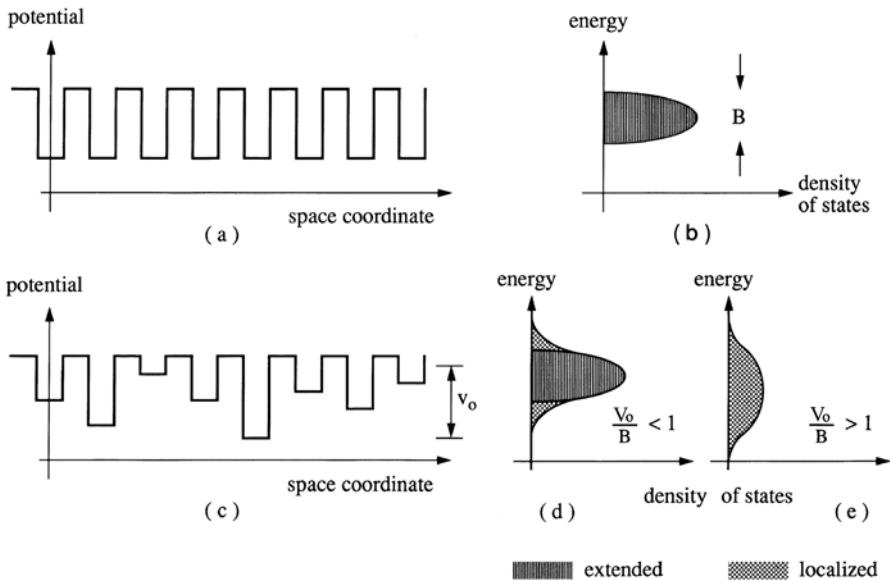 potential
space coordinate
( a )
energy
B
density
of states
( b )
potential
v₀
space coordinate
( c )
energy
V₀/B < 1
( d )
energy
V₀/B > 1
( e )
density of states
extended
localized